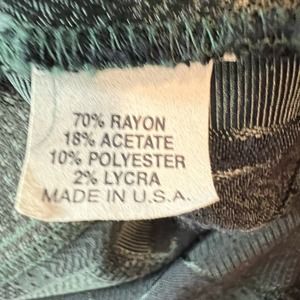 70% RAYON
18% ACETATE
10% POLYESTER
2% LYCRA
MADE IN U.S.A.